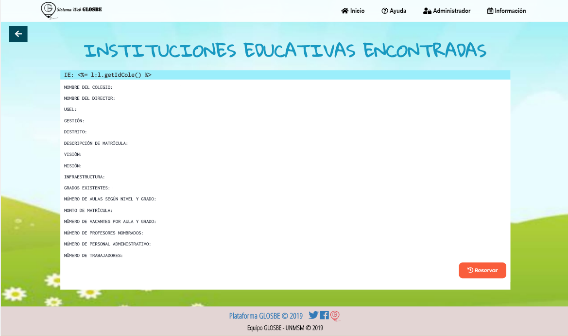 Sistema Web GLOSBE
Inicio
Ayuda
Administrador
Información
INSTITUCIONES EDUCATIVAS ENCONTRADAS
IE: <%= l:l.getIdCole() %>
NOMBRE DEL COLEGIO:
NOMBRE DEL DIRECTOR:
UGEL:
GESTIÓN:
DISTRITO:
DESCRIPCIÓN DE MATRÍCULA:
VISIÓN:
MISIÓN:
INFRAESTRUCTURA:
GRADOS EXISTENTES:
NÚMERO DE AULAS SEGÚN NIVEL Y GRADO:
MONTO DE MATRÍCULA:
NÚMERO DE VACANTES POR AULA Y GRADO:
NÚMERO DE PROFESORES NOMBRADOS:
NÚMERO DE PERSONAL ADMINISTRATIVO:
NÚMERO DE TRABAJADORES:
Reservar
Plataforma GLOSBE © 2019
Equipo GLOSBE - UNMSM © 2019